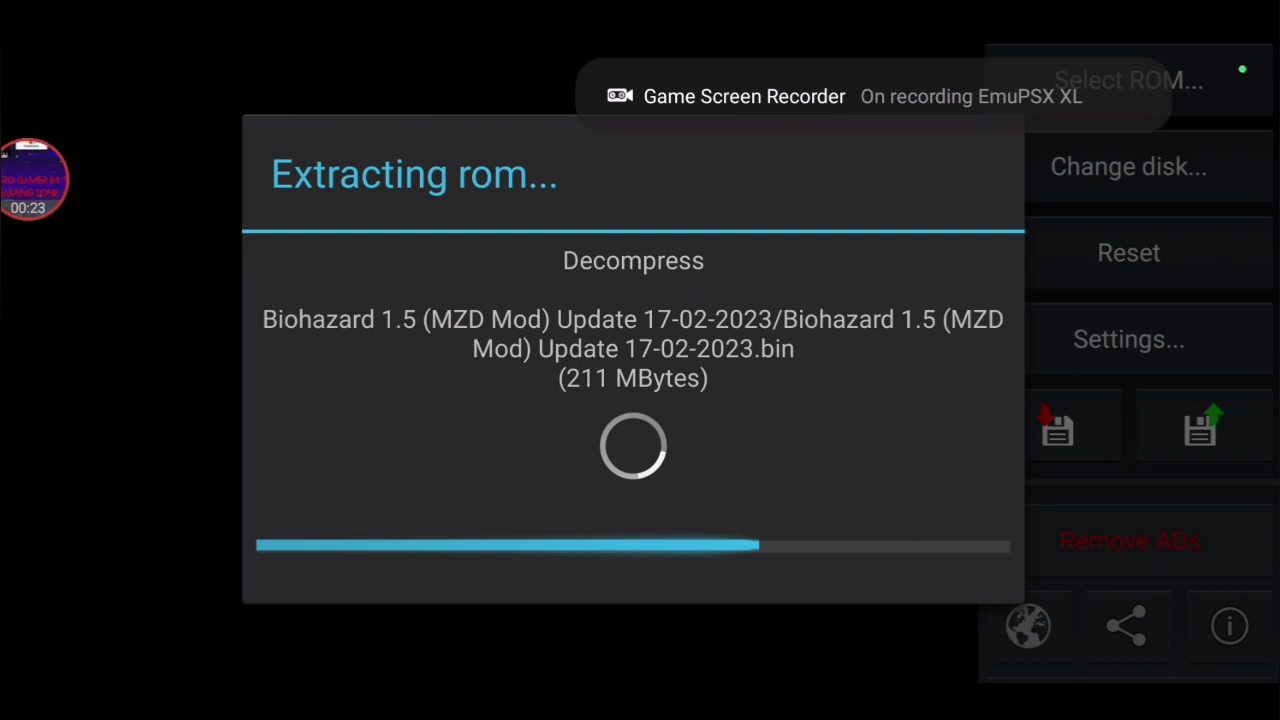 Select ROM...
Game Screen Recorder On recording EmuPSX XL
Extracting rom...
Change disk...
00:23
Reset
Decompress
Biohazard 1.5 (MZD Mod) Update 17-02-2023/Biohazard 1.5 (MZD
Mod) Update 17-02-2023.bin
(211 MBytes)
Settings...
Remove ADs